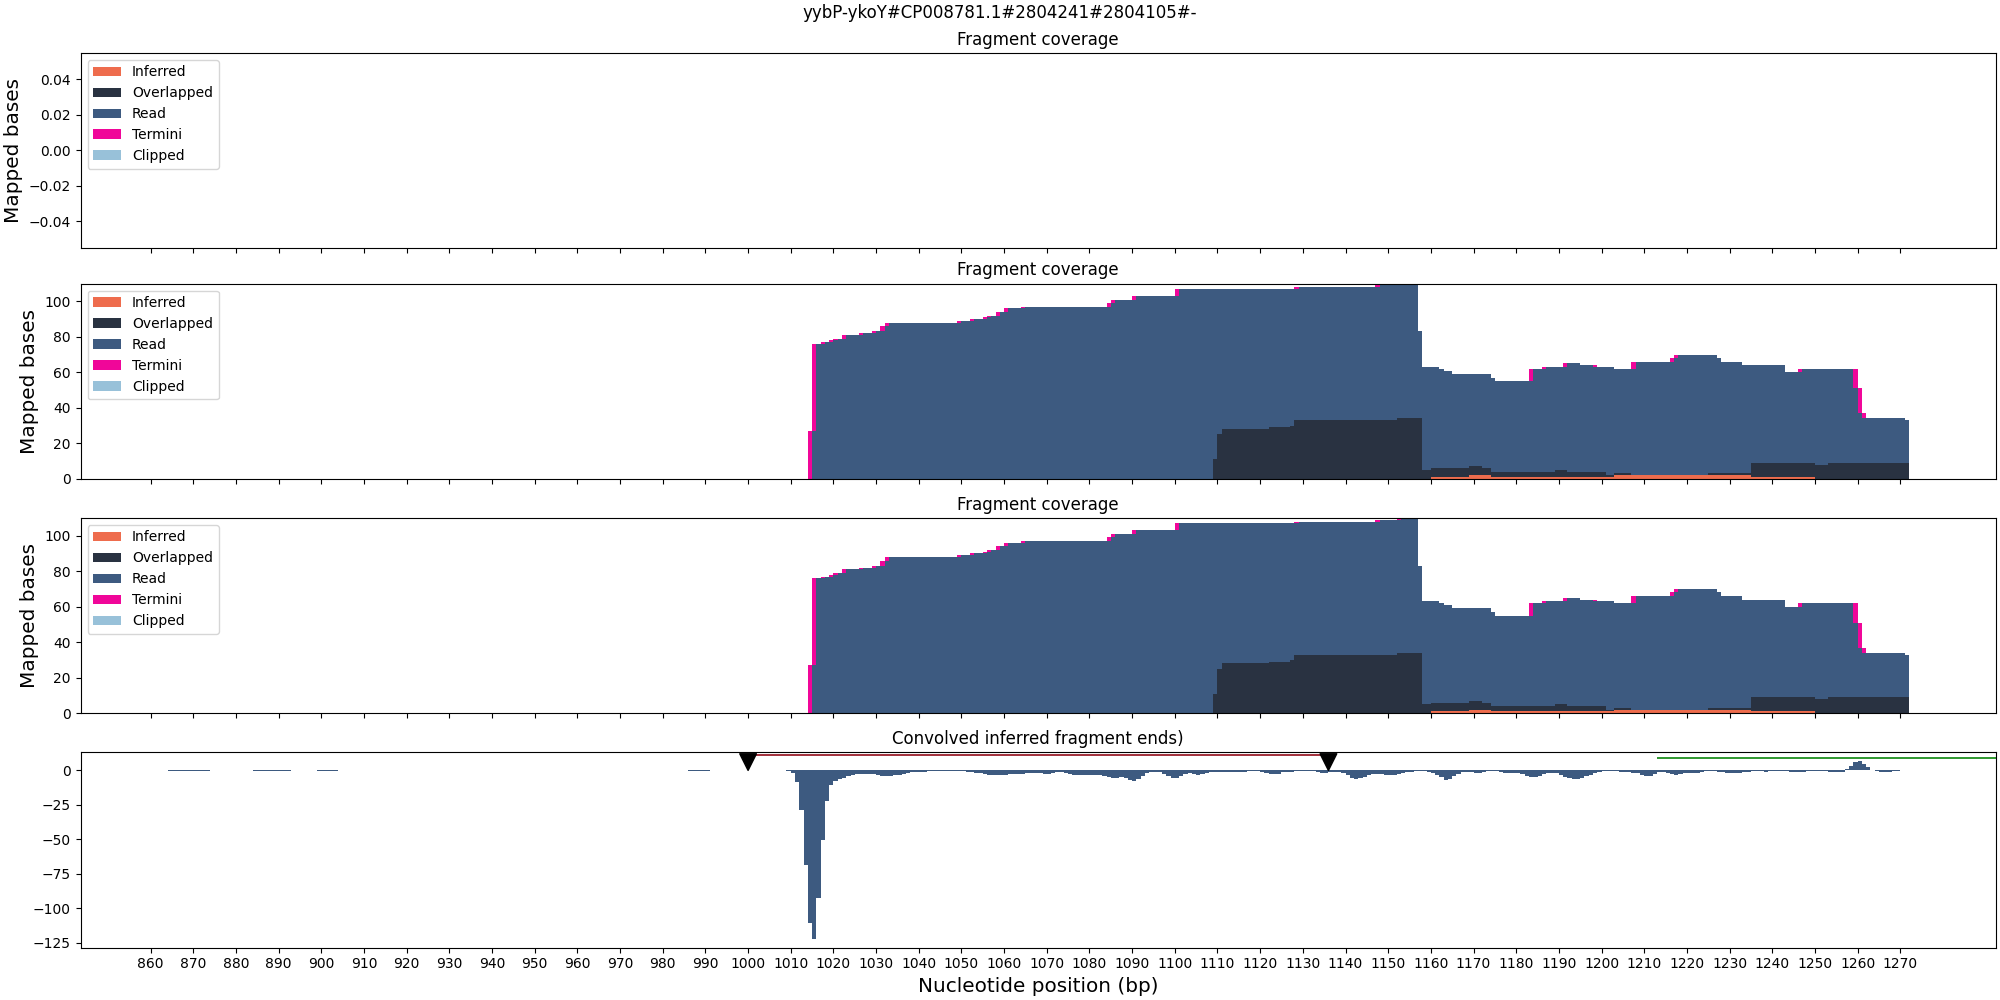 yybP-ykoY#CP008781.1#2804241#2804105#-
Fragment coverage
Mapped bases
0.04
0.02
0.00
−0.02
−0.04
Inferred
Overlapped
Read
Termini
Clipped
Fragment coverage
Mapped bases
100
80
60
40
20
0
Inferred
Overlapped
Read
Termini
Clipped
Fragment coverage
Mapped bases
100
80
60
40
20
0
Inferred
Overlapped
Read
Termini
Clipped
Convolved inferred fragment ends)
0
−25
−50
−75
−100
−125
860 870 880 890 900 910 920 930 940 950 960 970 980 990 1000 1010 1020 1030 1040 1050 1060 1070 1080 1090 1100 1110 1120 1130 1140 1150 1160 1170 1180 1190 1200 1210 1220 1230 1240 1250 1260 1270
Nucleotide position (bp)